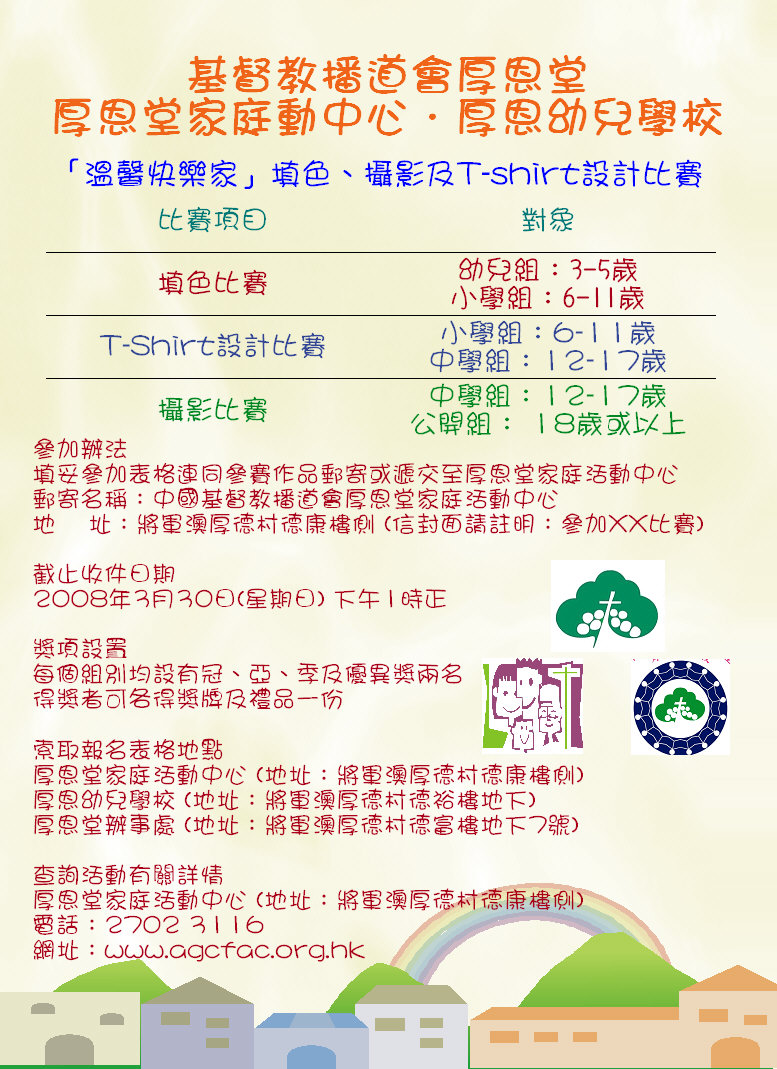 基督教播道會厚恩堂
厚恩堂家庭動中心．厚恩幼兒學校
「溫馨快樂家」填色、攝影及T-shirt設計比賽
比賽項目 對象
填色比賽 幼兒組：3-5歲
小學組：6-11歲
T-Shirt設計比賽 小學組：6-11歲
中學組：12-17歲
攝影比賽 中學組：12-17歲
公開組： 18歲或以上
參加辦法
填妥參加表格連同參賽作品郵寄或遞交至厚恩堂家庭活動中心
郵寄名稱：中國基督教播道會厚恩堂家庭活動中心
地 址：將軍澳厚德村德康樓側 (信封面請註明：參加XX比賽)
截止收件日期
2008年3月30日(星期日) 下午1時正
獎項設置
每個組別均設有冠、亞、季及優異獎兩名
得獎者可各得獎牌及禮品一份
索取報名表格地點
厚恩堂家庭活動中心 (地址：將軍澳厚德村德康樓側)
厚恩幼兒學校 (地址：將軍澳厚德村德裕樓地下)
厚恩堂辦事處 (地址：將軍澳厚德村德富樓地下7號)
查詢活動有關詳情
厚恩堂家庭活動中心 (地址：將軍澳厚德村德康樓側)
電話：2702 3116
網址：www.agcfac.org.hk